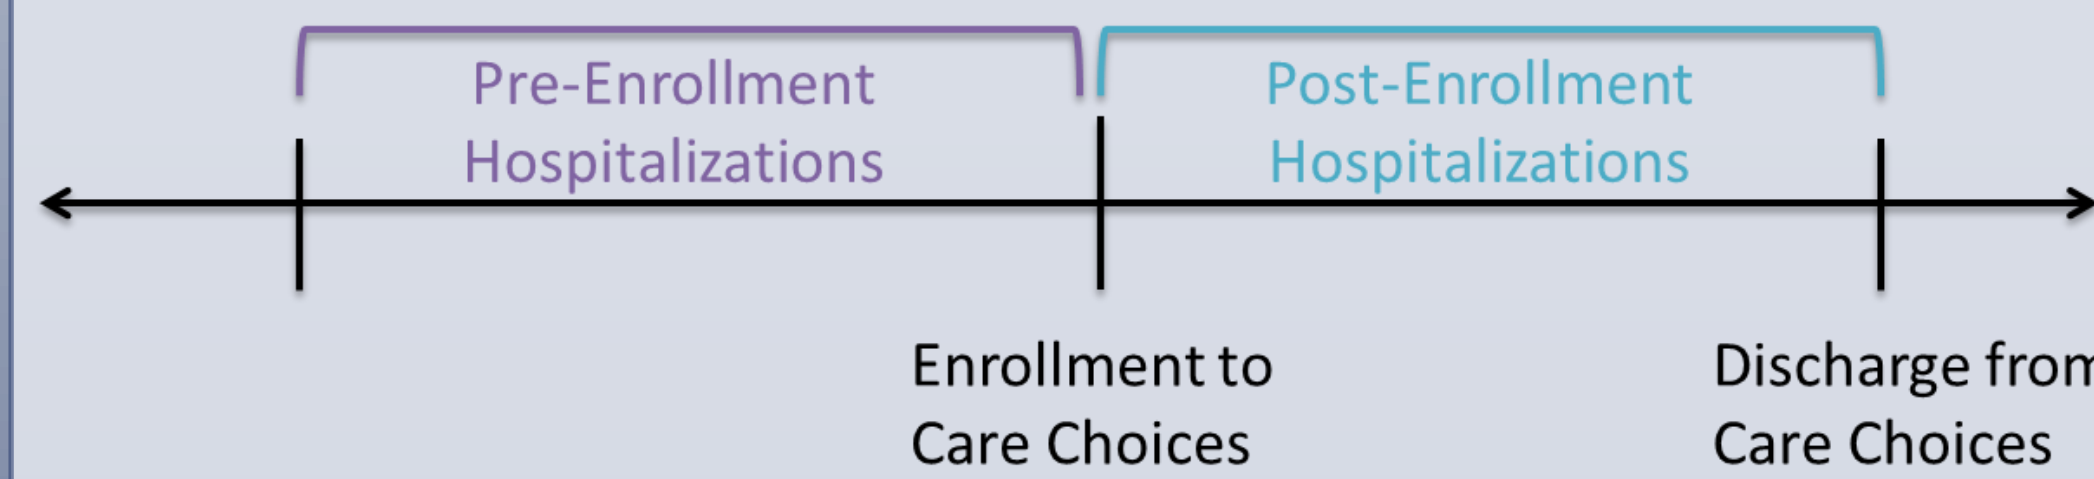 Pre-Enrollment
Hospitalizations
Post-Enrollment
Hospitalizations
Enrollment to
Care Choices
Discharge from
Care Choices